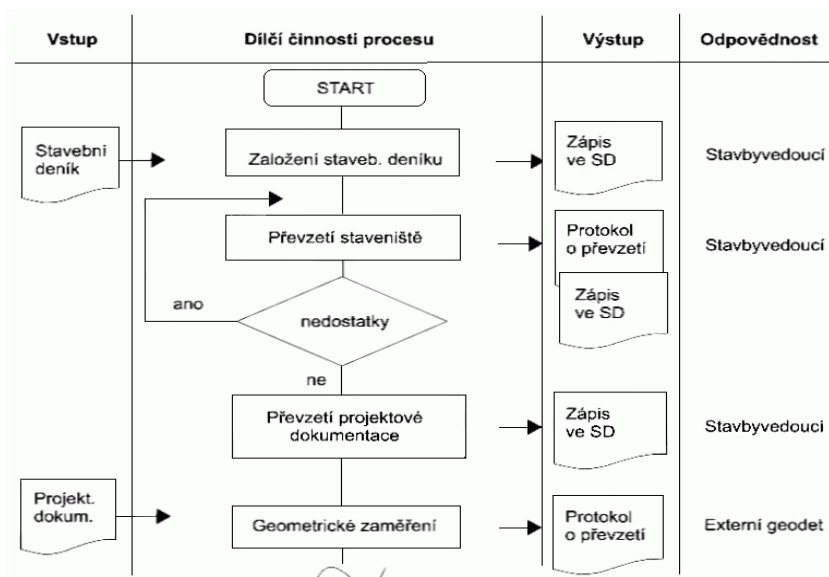 Vstup
Dílčí činnosti procesu
Výstup
Odpovědnost
START
Stavebni
deník
Založení staveb. deníku
Zápis
ve SD
Stavbyvedoucí
Převzetí staveniště
Protokol
o převzetí
Stavbyvedoucí
Zápis
ve SD
ano
nedostatky
ne
Převzetí projektové
dokumentace
Zápis
ve SD
Stavbyvedouci
Projekt.
dokum.
Geometrické zaměření
Protokol
o převzetí
Externí geodet